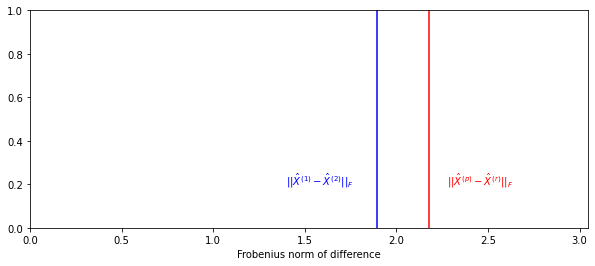 1.0
0.8
0.6
0.4
0.2
0.0
||X̂⁽¹⁾ − X̂⁽²⁾||_F
||X̂⁽ᵖ⁾ − X̂⁽ʳ⁾||_F
0.0 0.5 1.0 1.5 2.0 2.5 3.0
Frobenius norm of difference